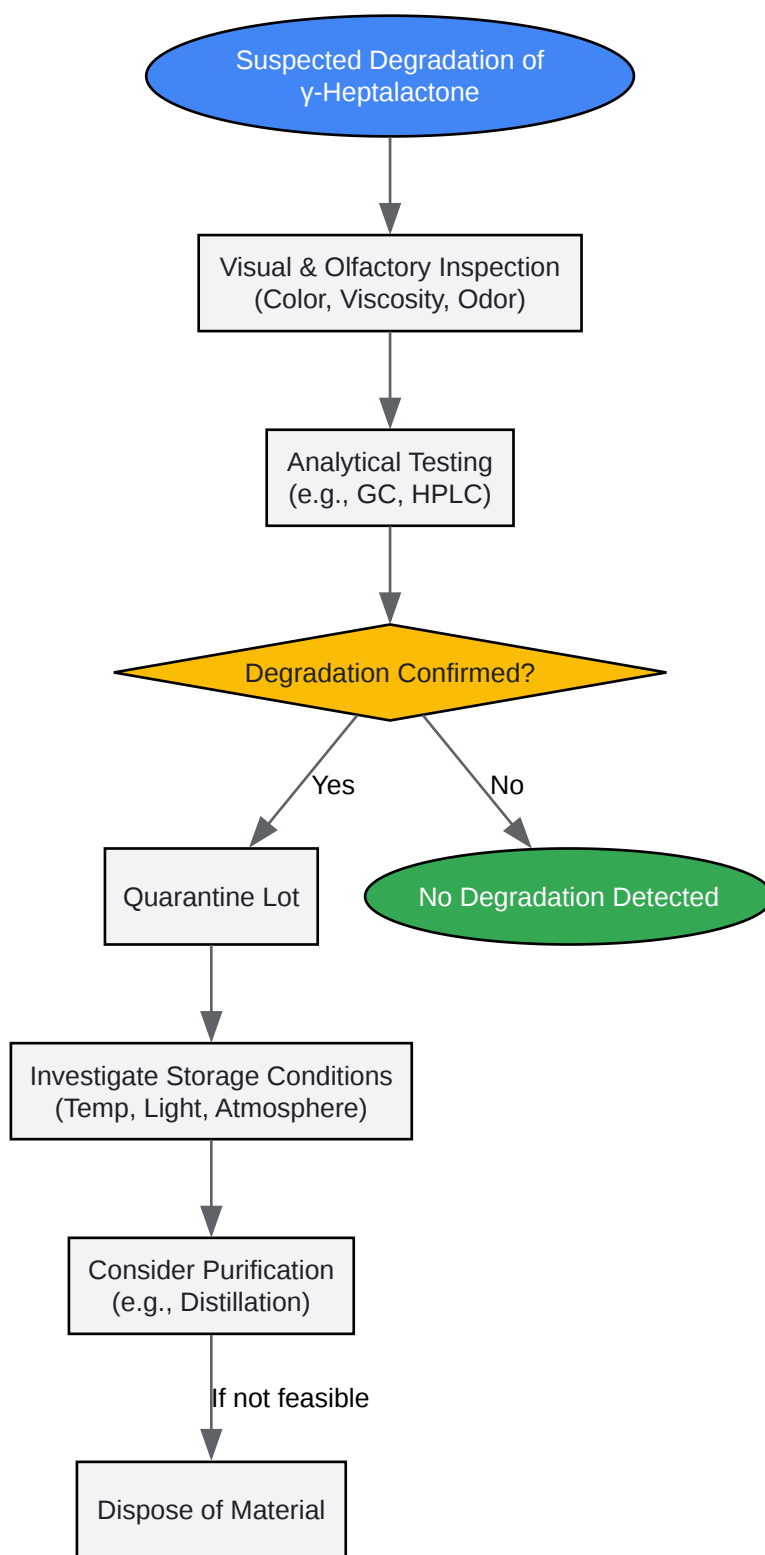 Suspected Degradation of
γ-Heptalactone
Visual & Olfactory Inspection
(Color, Viscosity, Odor)
Analytical Testing
(e.g., GC, HPLC)
Degradation Confirmed?
Yes
No
Quarantine Lot
No Degradation Detected
Investigate Storage Conditions
(Temp, Light, Atmosphere)
Consider Purification
(e.g., Distillation)
If not feasible
Dispose of Material